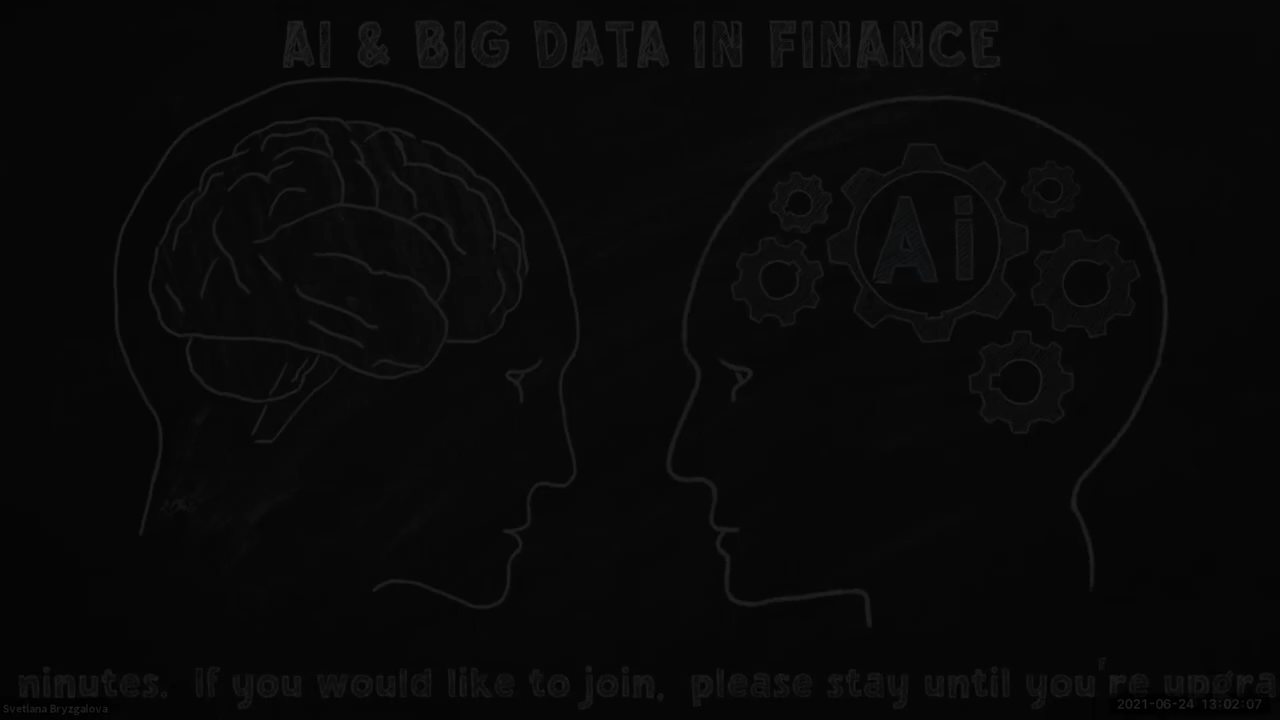 AI & BIG DATA IN FINANCE
Ai
minutes. If you would like to join, please stay until you're upgra
Svetlana Bryzgalova
2021-06-24 13:02:07